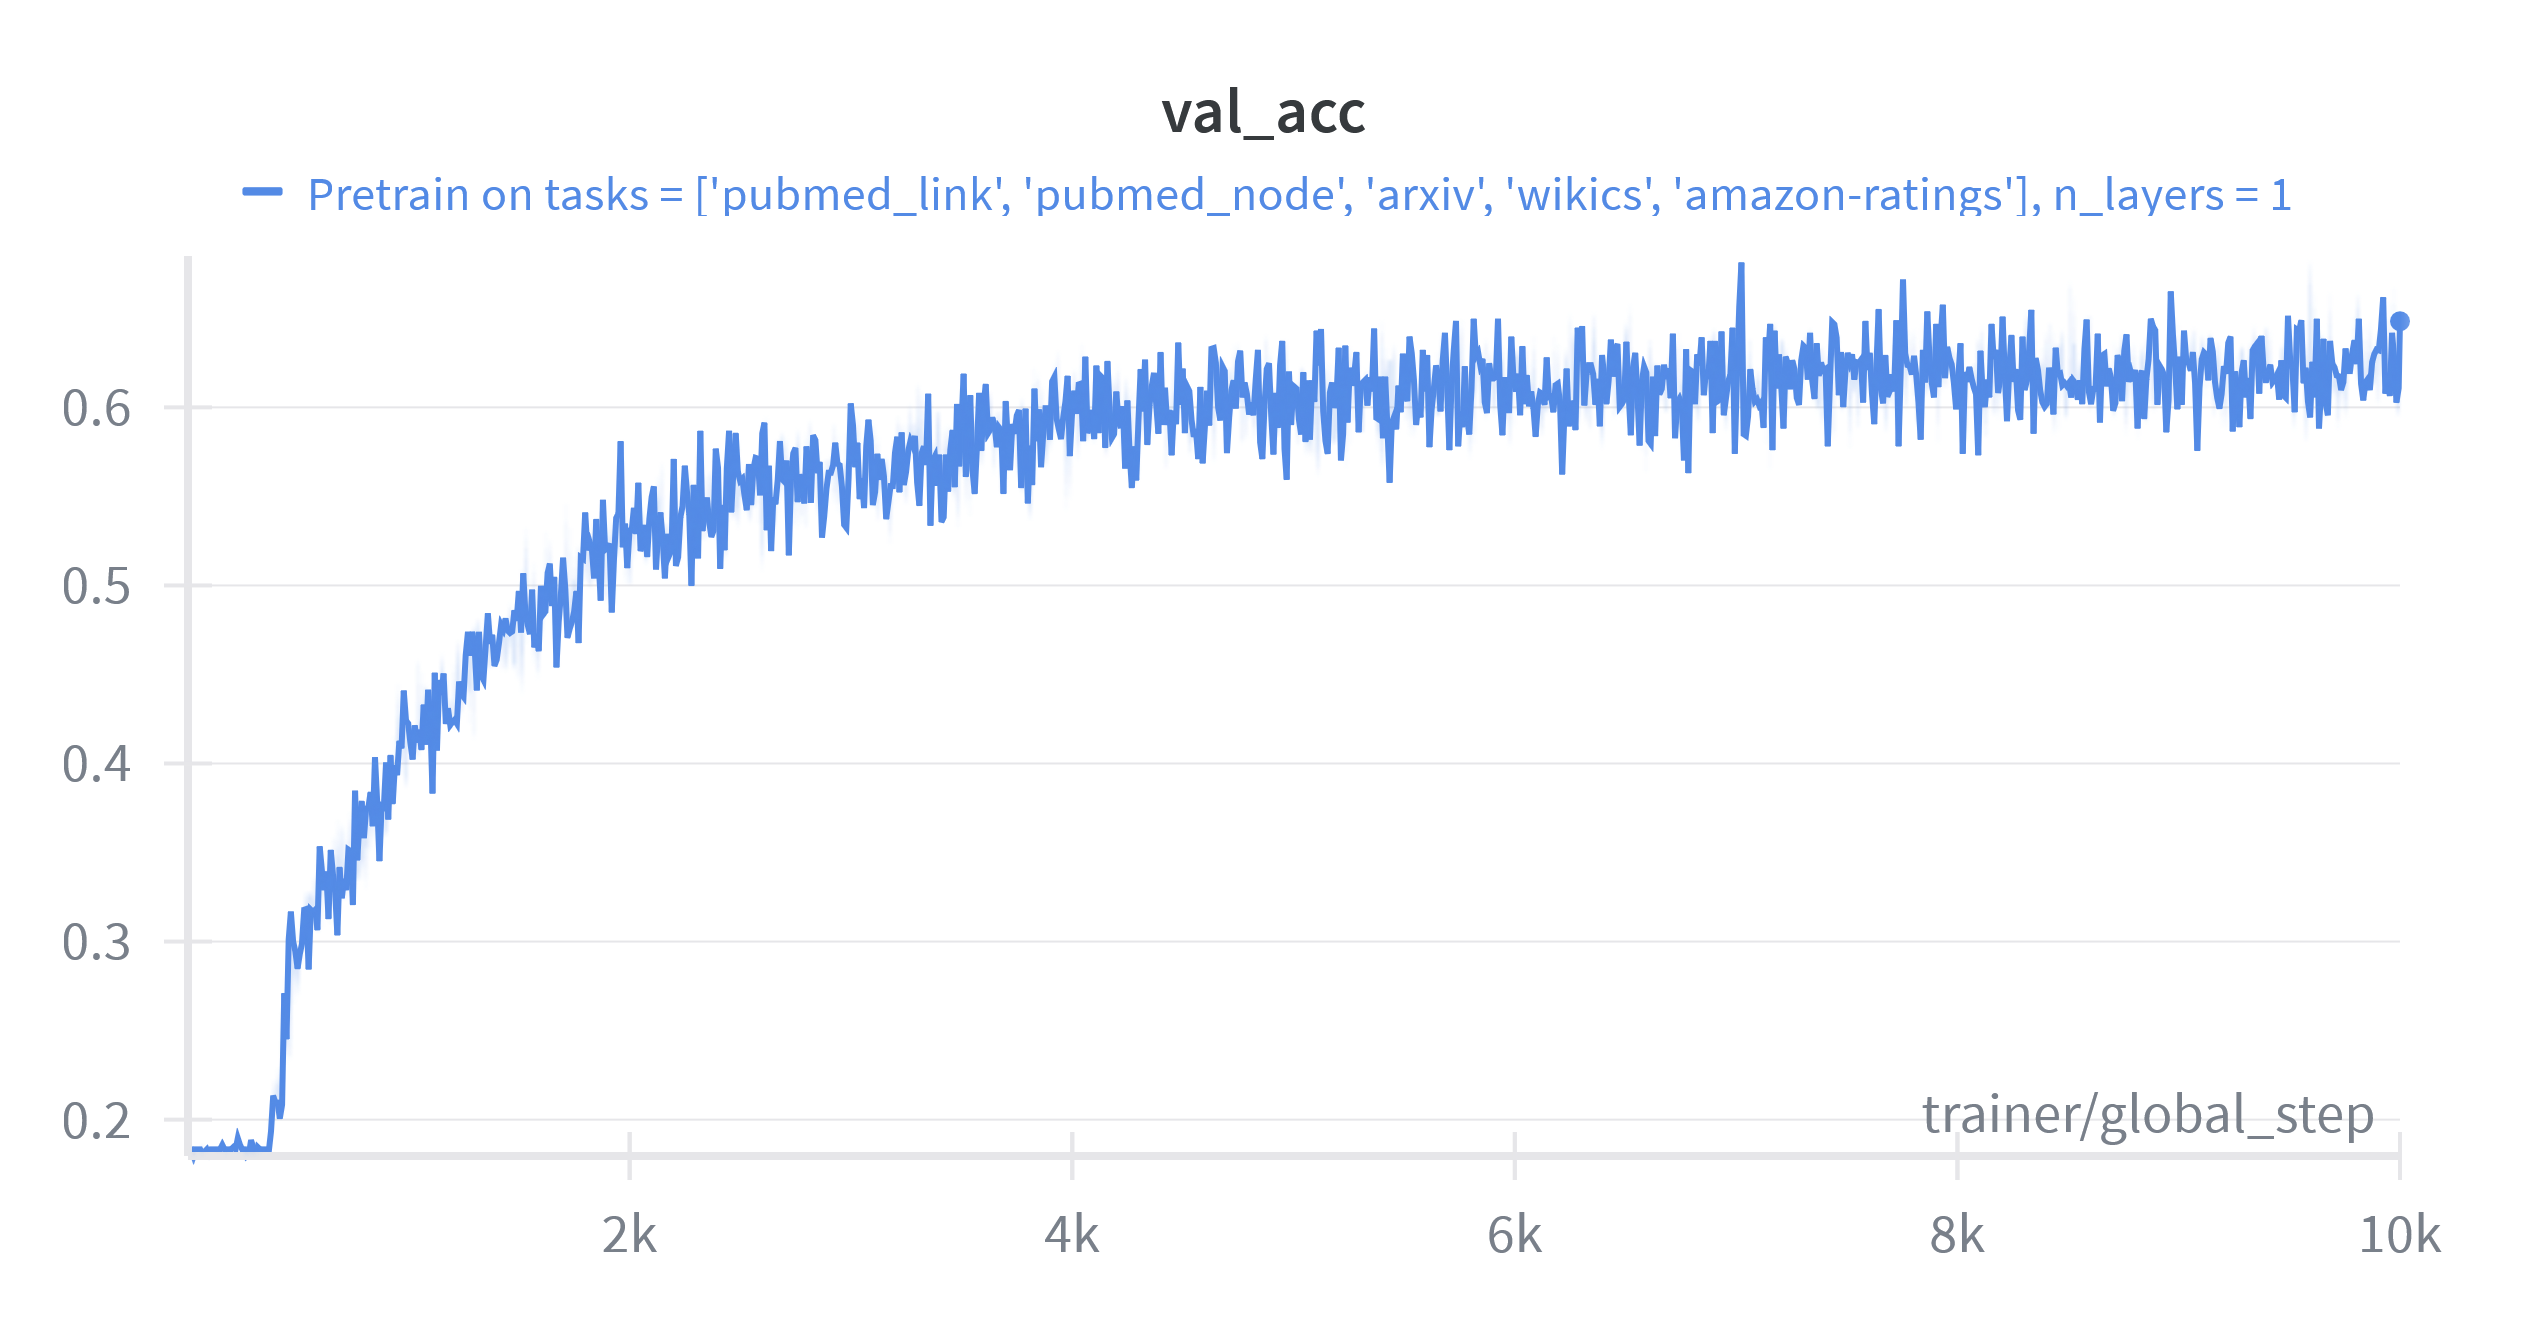 val_acc
Pretrain on tasks = ['pubmed_link', 'pubmed_node', 'arxiv', 'wikics', 'amazon-ratings'], n_layers = 1
0.6
0.5
0.4
0.3
0.2
trainer/global_step
2k 4k 6k 8k 10k